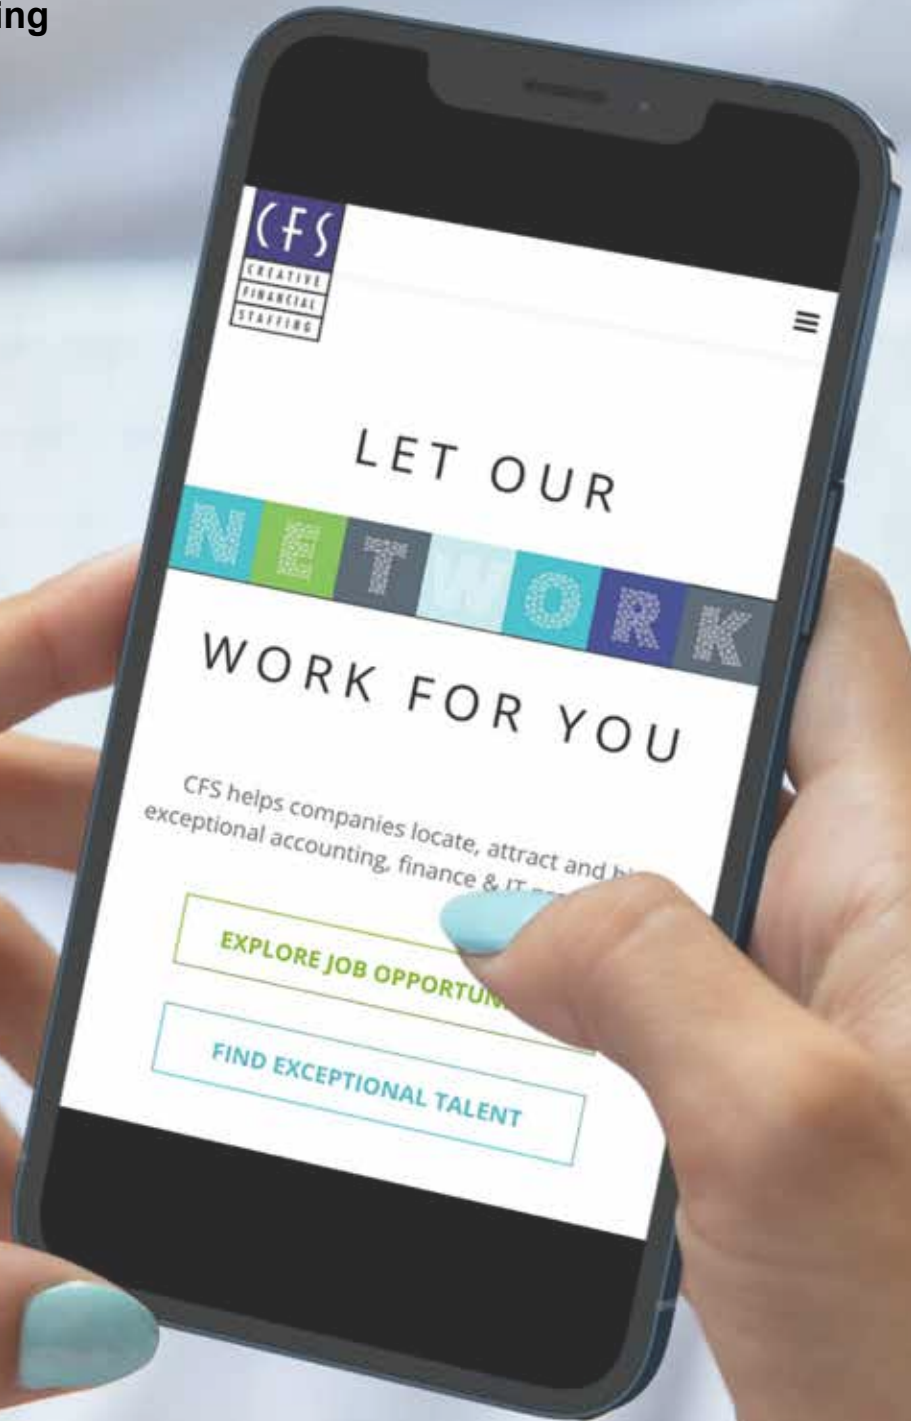 ing
CFS
CREATIVE
FINANCIAL
STAFFING
LET OUR
NETWORK
WORK FOR YOU
CFS helps companies locate, attract and
exceptional accounting, finance & IT
EXPLORE JOB
FIND EXCEPTIONAL TALENT